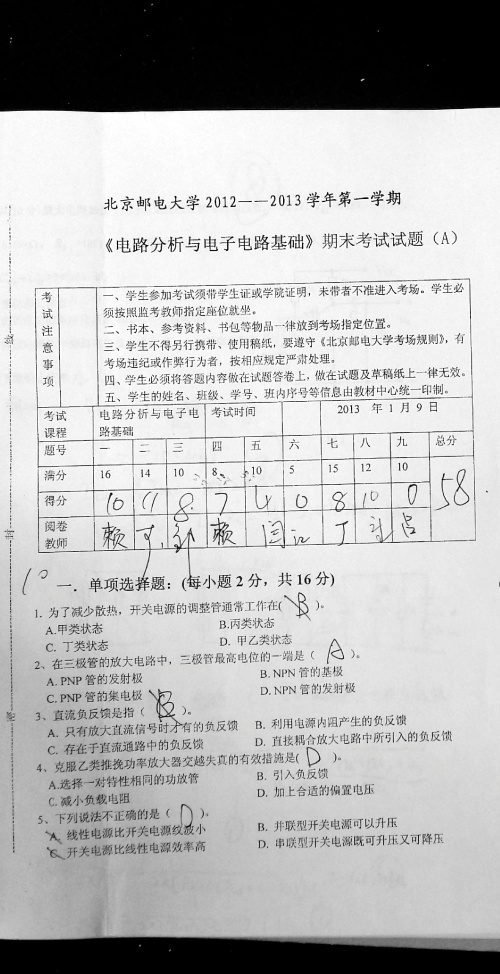 北京邮电大学2012——2013学年第一学期
《电路分析与电子电路基础》期末考试试题（A）
考试注意事项
一、学生参加考试须带学生证或学院证明，未带者不准进入考场。学生必
须按照监考教师指定座位就坐。
二、书本、参考资料、书包等物品一律放到考场指定位置。
三、学生不得另行携带、使用稿纸，要遵守《北京邮电大学考场规则》，有
考场违纪或作弊行为者，按相应规定严肃处理。
四、学生必须将答题内容做在试题答卷上，做在试题及草稿纸上一律无效。
五、学生的姓名、班级、学号、班内序号等信息由教材中心统一印制。
考试课程 电路分析与电子电路基础 考试时间 2013 年 1 月 9 日
题号 一 二 三 四 五 六 七 八 九 总分
满分 16 14 10 8 10 5 15 12 10
得分 10 11 8 7 4 0 8 10 0 58
阅卷教师 赖 赖 闫 江 丁 吕
10
一．单项选择题：(每小题 2 分，共 16 分)
1. 为了减少散热，开关电源的调整管通常工作在( B )。
A.甲类状态 B.丙类状态
C. 丁类状态 D. 甲乙类状态
2、在三极管的放大电路中，三极管最高电位的一端是（ A ）。
A. PNP 管的发射极 B. NPN 管的基极
C. PNP 管的集电极 D. NPN 管的发射极
3、直流负反馈是指（ B ）。
A. 只有放大直流信号时才有的负反馈 B. 利用电源内阻产生的负反馈
C. 存在于直流通路中的负反馈 D. 直接耦合放大电路中所引入的负反馈
4、克服乙类推挽功率放大器交越失真的有效措施是( D )。
A.选择一对特性相同的功放管 B. 引入负反馈
C. 减小负载电阻 D. 加上合适的偏置电压
5、下列说法不正确的是（ D ）。
A. 线性电源比开关电源纹波小 B. 并联型开关电源可以升压
C. 开关电源比线性电源效率高 D. 串联型开关电源既可升压又可降压